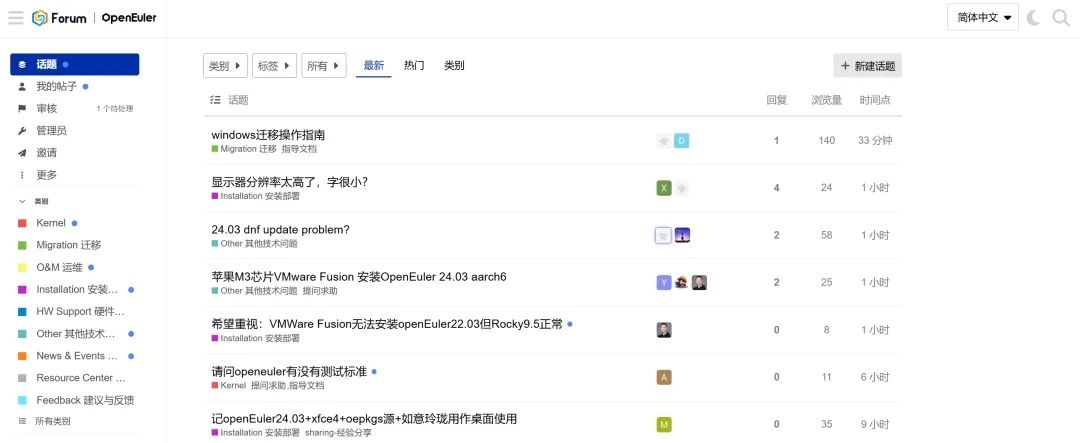 Forum | OpenEuler
简体中文
话题
我的帖子
审核 1 个待处理
管理员
邀请
更多
类别
Kernel
Migration 迁移
O&M 运维
Installation 安装...
HW Support 硬件...
Other 其他技术...
News & Events ...
Resource Center ...
Feedback 建议与反馈
所有类别
类别 标签 所有 最新 热门 类别 + 新建话题
话题 回复 浏览量 时间点
windows迁移操作指南
Migration 迁移 指导文档
D 1 140 33 分钟
显示器分辨率太高了，字很小？
Installation 安装部署
X 4 24 1 小时
24.03 dnf update problem?
Other 其他技术问题
2 58 1 小时
苹果M3芯片VMware Fusion 安装OpenEuler 24.03 aarch6
Other 其他技术问题 提问求助
Y 2 25 1 小时
希望重视：VMWare Fusion无法安装openEuler22.03但Rocky9.5正常
Installation 安装部署
0 8 1 小时
请问openeuler有没有测试标准
Kernel 提问求助,指导文档
A 0 11 6 小时
记openEuler24.03+xfce4+oepkgs源+如意玲珑用作桌面使用
Installation 安装部署 sharing-经验分享
M 0 35 9 小时